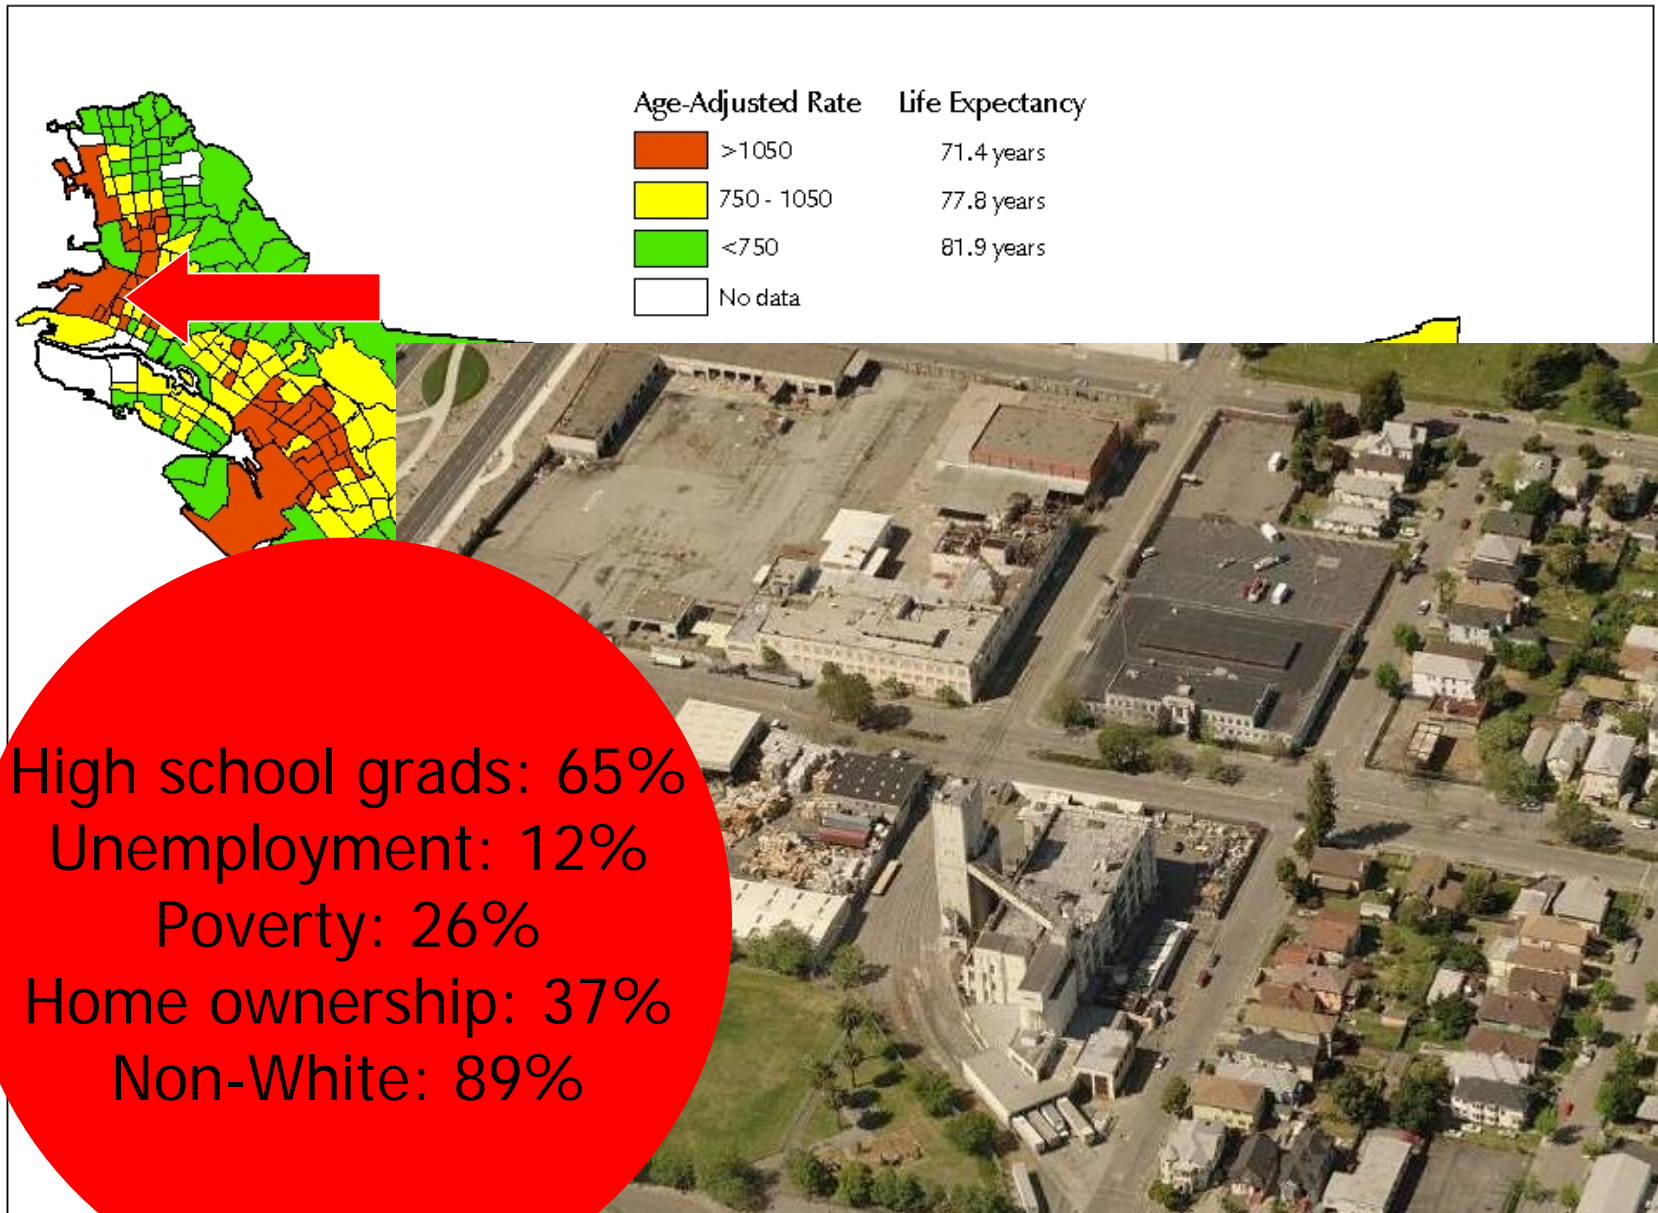 Age-Adjusted Rate Life Expectancy
>1050 71.4 years
750 - 1050 77.8 years
<750 81.9 years
No data
High school grads: 65%
Unemployment: 12%
Poverty: 26%
Home ownership: 37%
Non-White: 89%